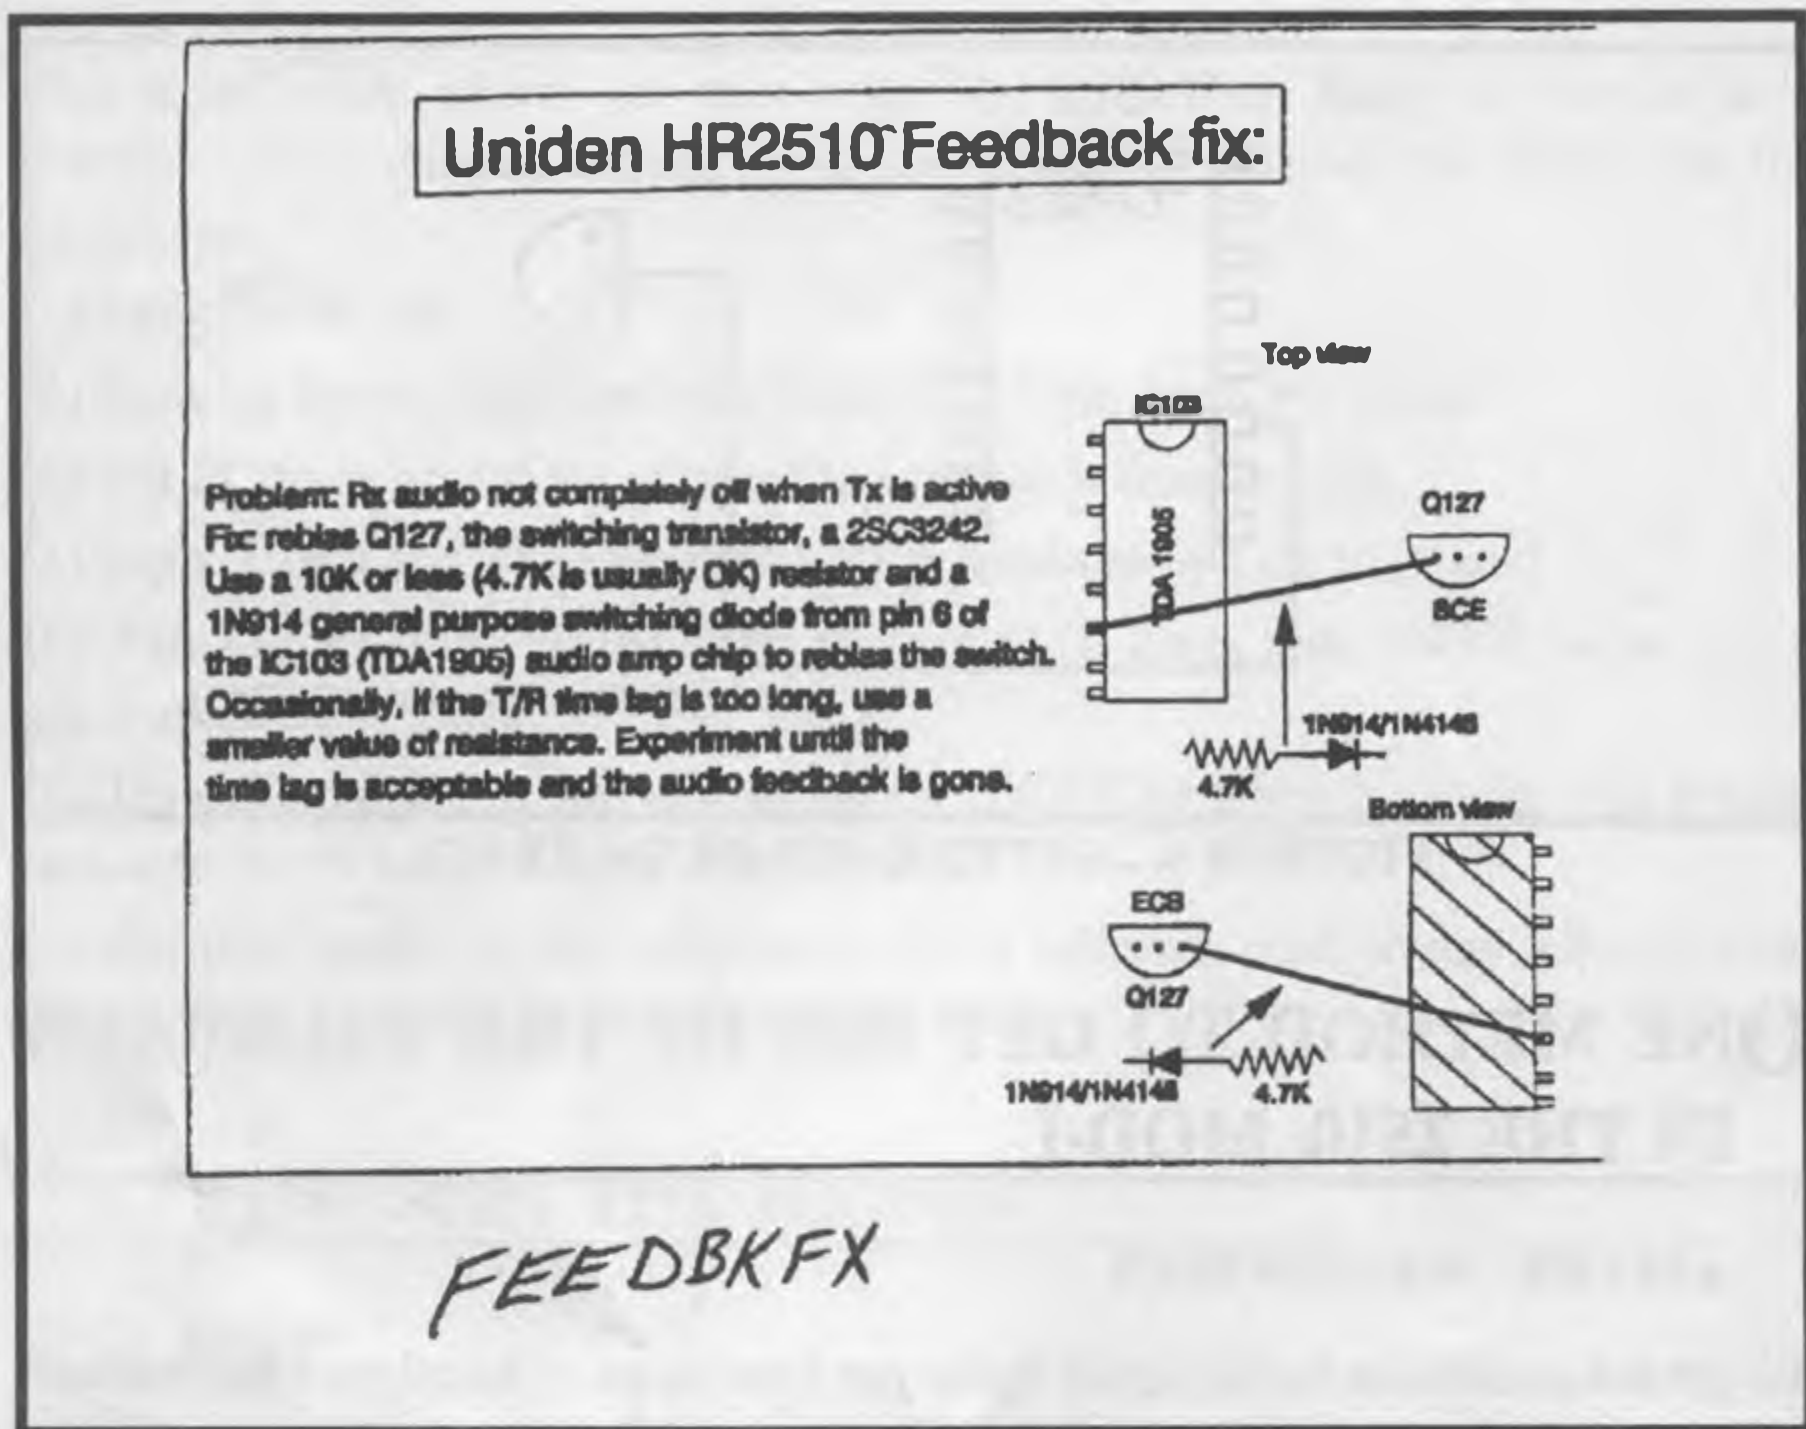 Uniden HR2510 Feedback fix:
Top view
IC103
Problem: Rx audio not completely off when Tx is active
Fix: rebias Q127, the switching transistor, a 2SC3242.
Use a 10K or less (4.7K is usually OK) resistor and a
1N914 general purpose switching diode from pin 6 of
the IC103 (TDA1905) audio amp chip to rebias the switch.
Occasionally, if the T/R time lag is too long, use a
smaller value of resistance. Experiment until the
time lag is acceptable and the audio feedback is gone.
TDA 1905
Q127
BCE
1N914/1N4148
4.7K
Bottom view
ECB
Q127
1N914/1N4148
4.7K
FEEDBKFX